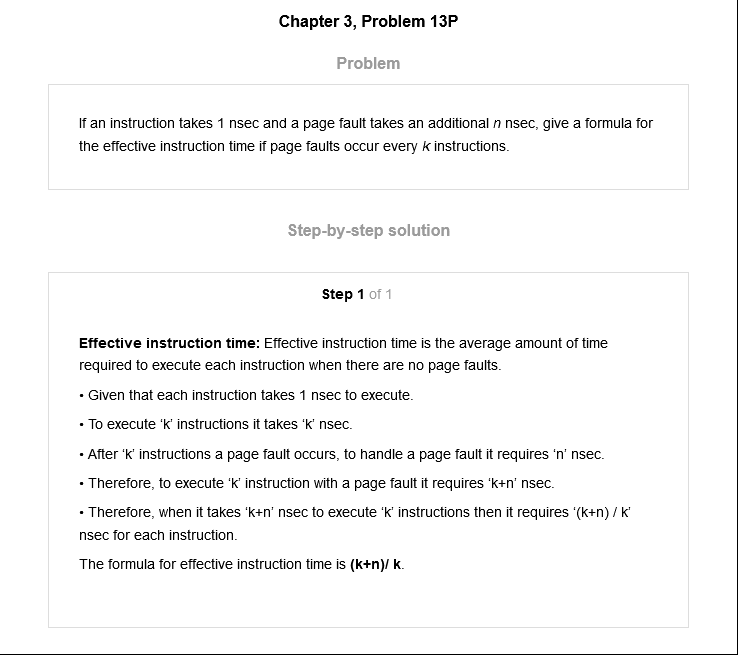 Chapter 3, Problem 13P
Problem
If an instruction takes 1 nsec and a page fault takes an additional n nsec, give a formula for
the effective instruction time if page faults occur every k instructions.
Step-by-step solution
Step 1 of 1
Effective instruction time: Effective instruction time is the average amount of time
required to execute each instruction when there are no page faults.
• Given that each instruction takes 1 nsec to execute.
• To execute ‘k’ instructions it takes ‘k’ nsec.
• After ‘k’ instructions a page fault occurs, to handle a page fault it requires ‘n’ nsec.
• Therefore, to execute ‘k’ instruction with a page fault it requires ‘k+n’ nsec.
• Therefore, when it takes ‘k+n’ nsec to execute ‘k’ instructions then it requires ‘(k+n) / k’
nsec for each instruction.
The formula for effective instruction time is (k+n)/ k.